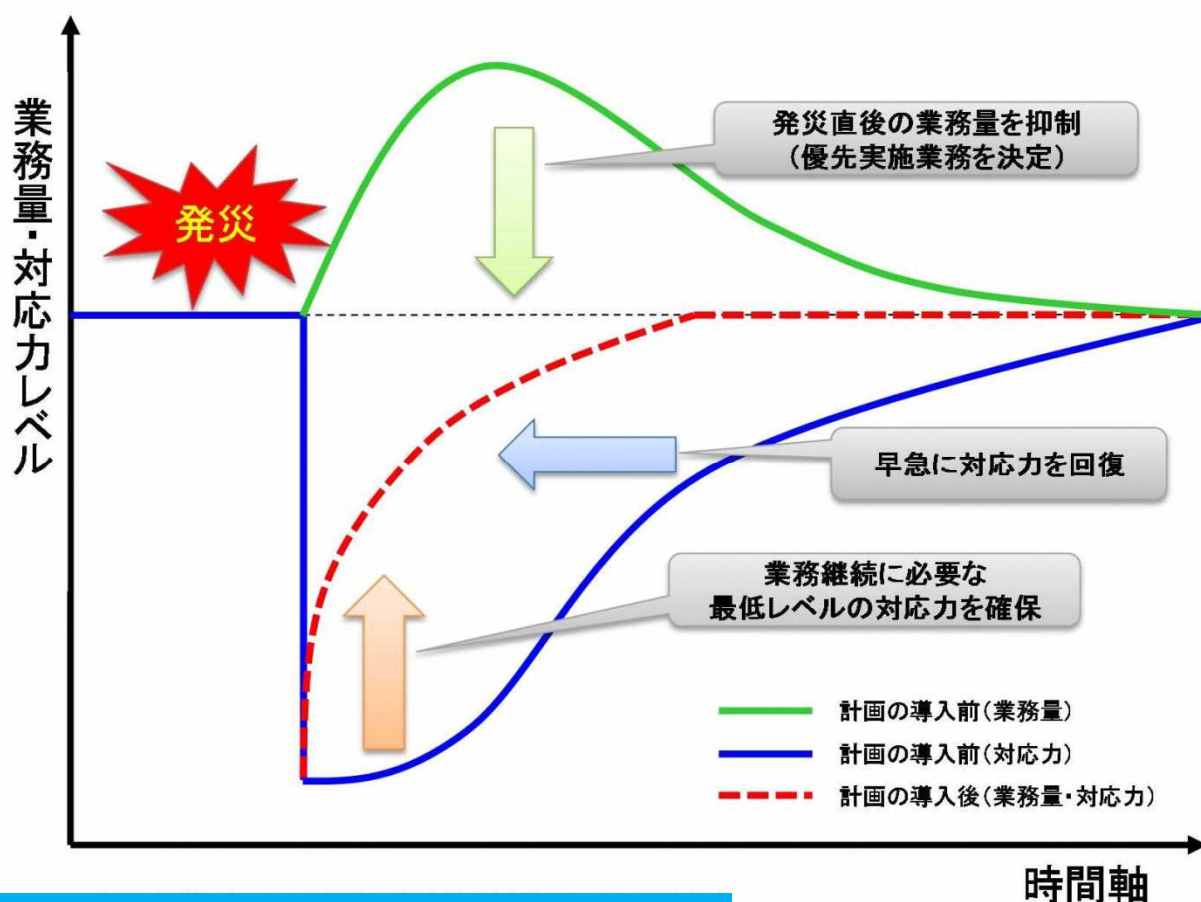 業務量・対応力レベル
発災
発災直後の業務量を抑制
(優先実施業務を決定)
早急に対応力を回復
業務継続に必要な
最低レベルの対応力を確保
計画の導入前(業務量)
計画の導入前(対応力)
計画の導入後(業務量・対応力)
時間軸